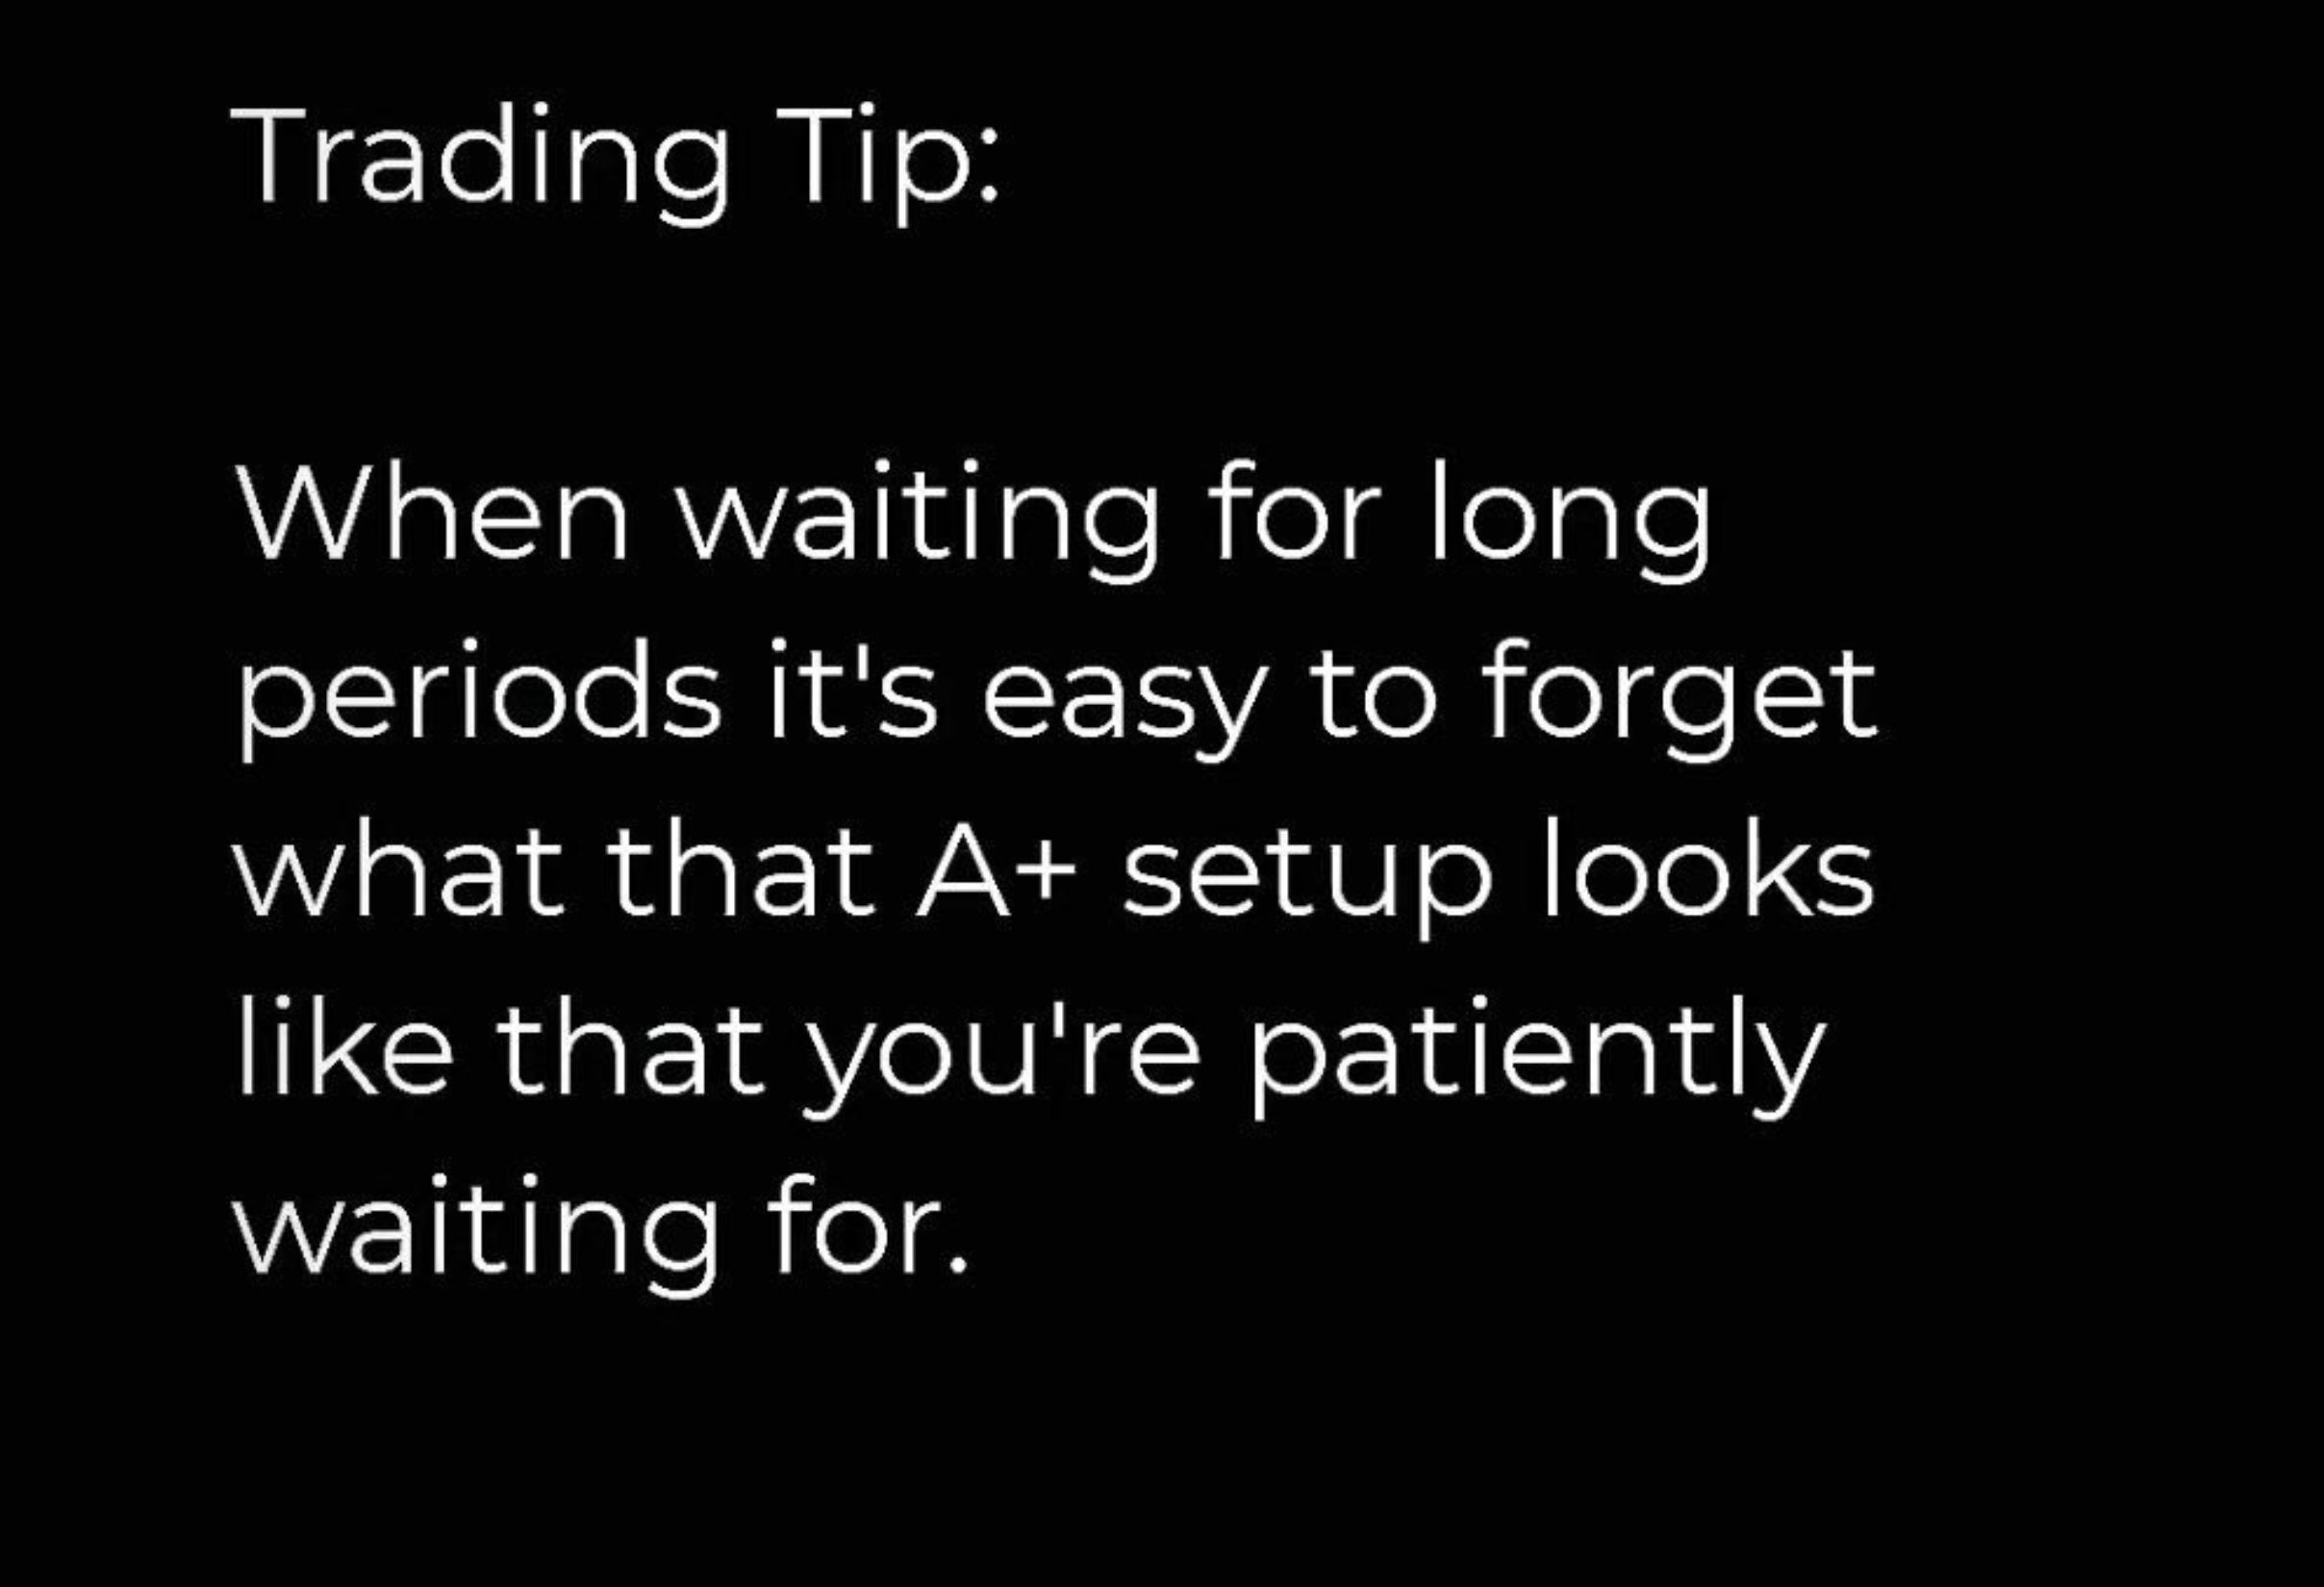 Trading Tip:
When waiting for long
periods it's easy to forget
what that A+ setup looks
like that you're patiently
waiting for.